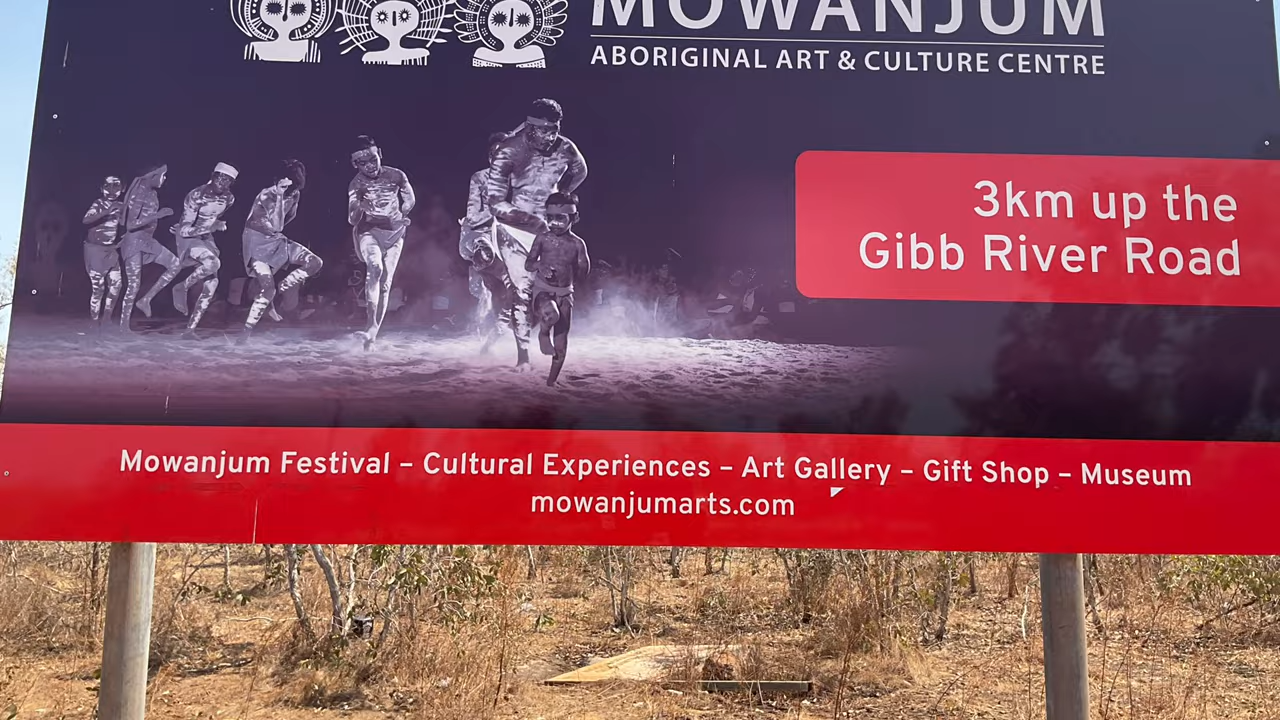 MOWANJUM
ABORIGINAL ART & CULTURE CENTRE
3km up the
Gibb River Road
Mowanjum Festival – Cultural Experiences – Art Gallery – Gift Shop – Museum
mowanjumarts.com